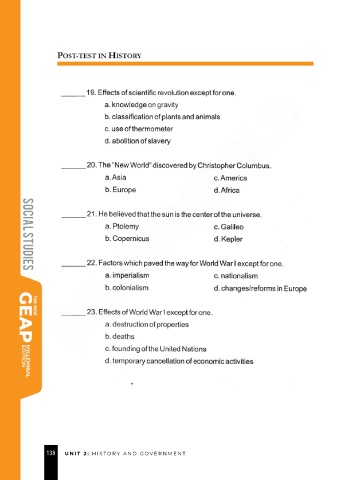 POST-TEST IN HISTORY
______ 19. Effects of scientific revolution except for one.
a. knowledge on gravity
b. classification of plants and animals
c. use of thermometer
d. abolition of slavery
______ 20. The "New World" discovered by Christopher Columbus.
a. Asia c. America
b. Europe d. Africa
______ 21. He believed that the sun is the center of the universe.
a. Ptolemy c. Galileo
b. Copernicus d. Kepler
______ 22. Factors which paved the way for World War I except for one.
a. imperialism c. nationalism
b. colonialism d. changes/reforms in Europe
______ 23. Effects of World War I except for one.
a. destruction of properties
b. deaths
c. founding of the United Nations
d. temporary cancellation of economic activities
SOCIAL STUDIES
THE NEW
GEAP
MILLENNIAL
EDITION
138 UNIT 2: HISTORY AND GOVERNMENT